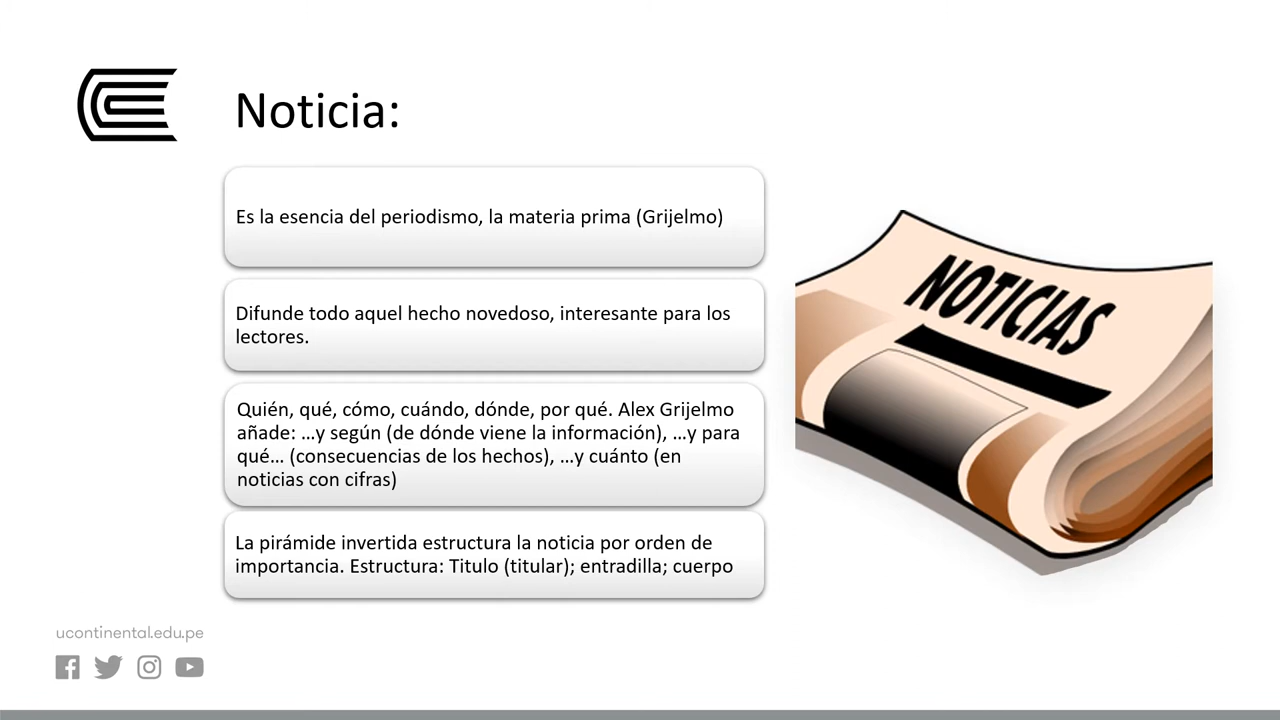 Noticia:
Es la esencia del periodismo, la materia prima (Grijelmo)
Difunde todo aquel hecho novedoso, interesante para los
lectores.
Quién, qué, cómo, cuándo, dónde, por qué. Alex Grijelmo
añade: …y según (de dónde viene la información), …y para
qué… (consecuencias de los hechos), …y cuánto (en
noticias con cifras)
La pirámide invertida estructura la noticia por orden de
importancia. Estructura: Titulo (titular); entradilla; cuerpo
NOTICIAS
ucontinental.edu.pe